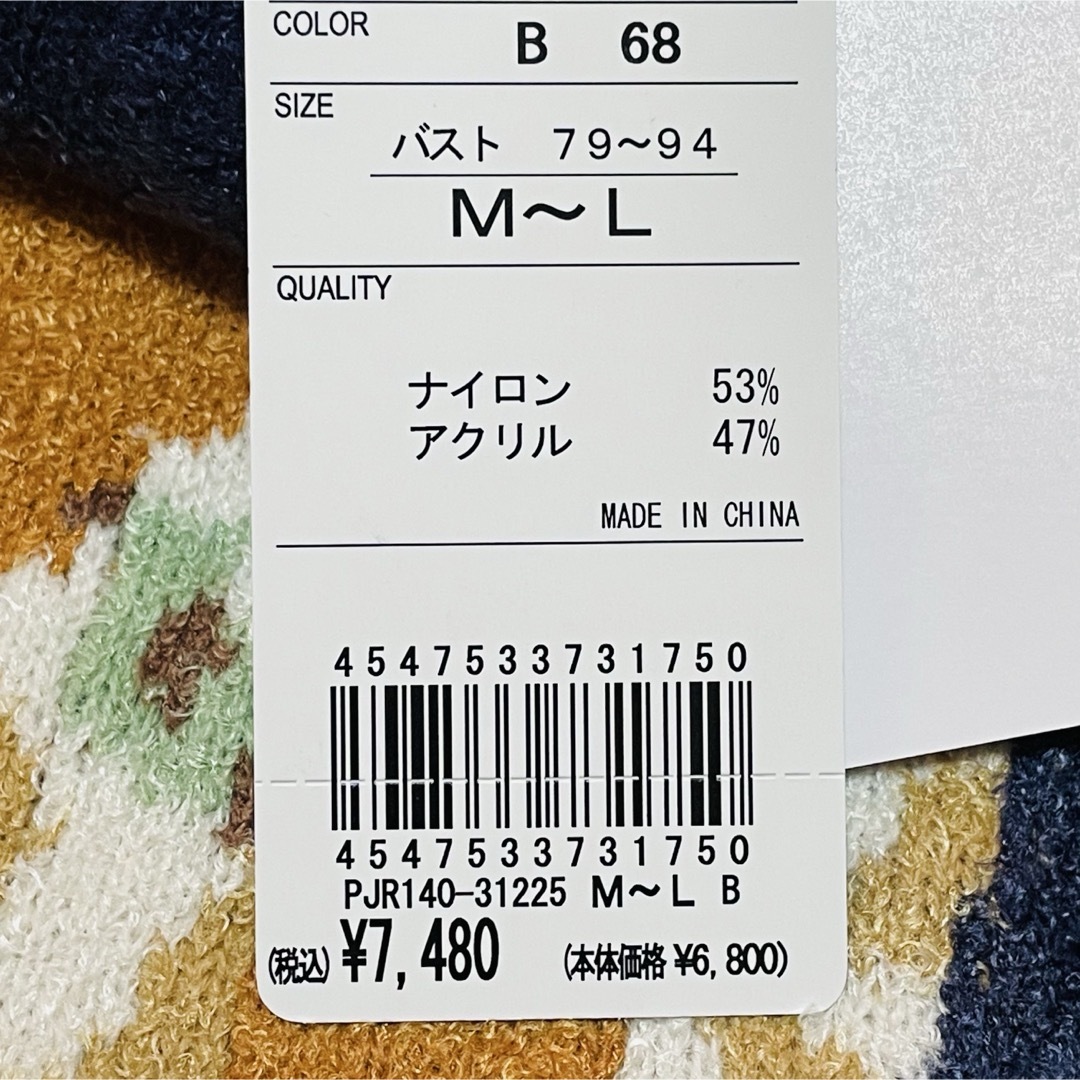 COLOR
B 68
SIZE
バスト 79〜94
M〜L
QUALITY
ナイロン 53%
アクリル 47%
MADE IN CHINA
4547533731750
4547533731750
PJR140-31225 M〜L B
(税込) ¥7,480 (本体価格 ¥6,800)